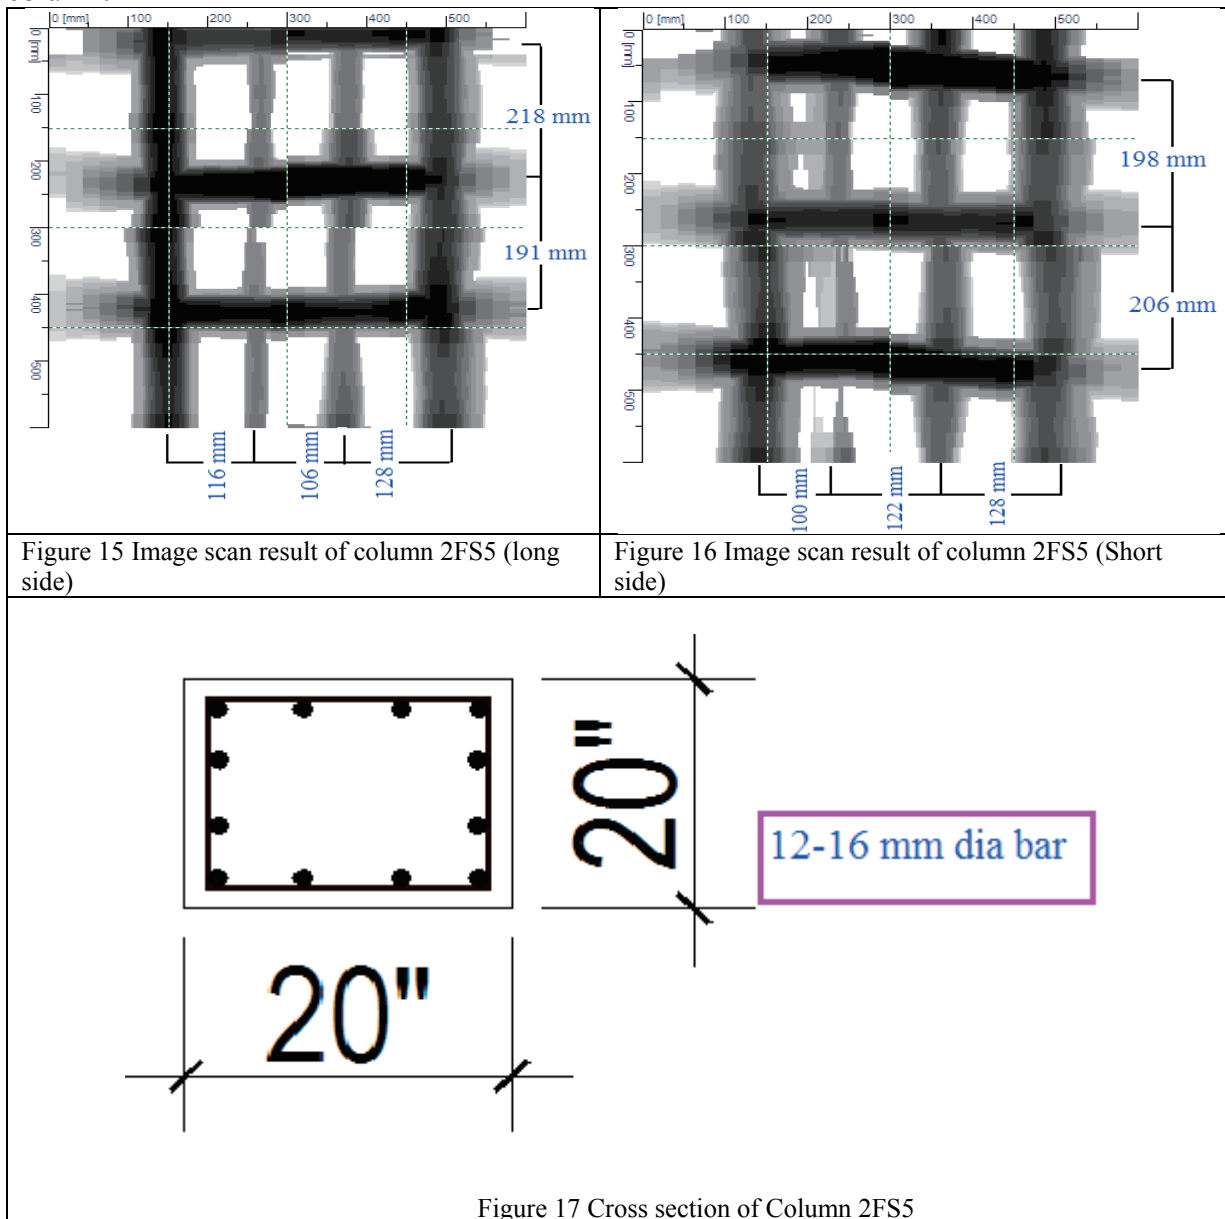 0 [mm] 100 200 300 400 500
0 [mm]
100
200
300
400
500
218 mm
191 mm
116 mm
106 mm
128 mm
0 [mm] 100 200 300 400 500
0 [mm]
100
200
300
400
500
198 mm
206 mm
100 mm
122 mm
128 mm
Figure 15 Image scan result of column 2FS5 (long
side)
Figure 16 Image scan result of column 2FS5 (Short
side)
20"
12-16 mm dia bar
20"
Figure 17 Cross section of Column 2FS5